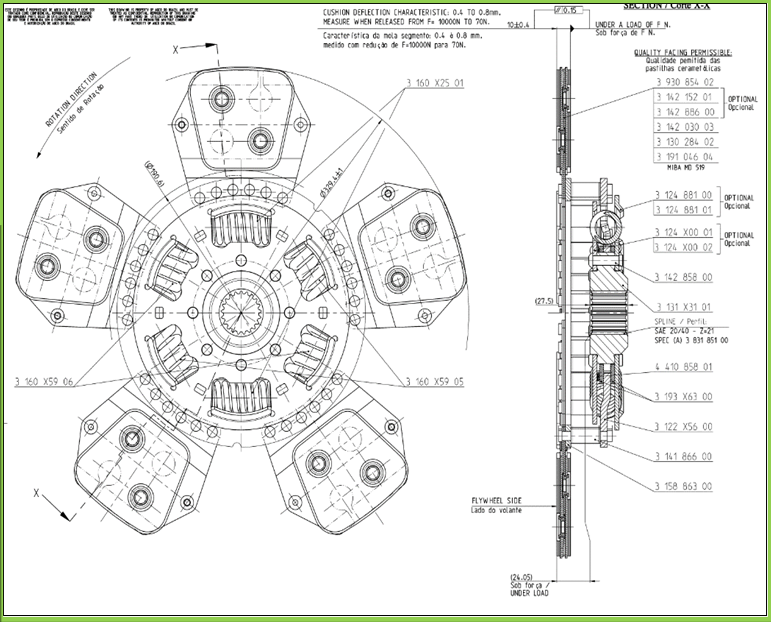 SECTION / Corte X-X
CUSHION DEFLECTION CHARACTERISTIC: 0.4 TO 0.8mm.
MEASURE WHEN RELEASED FROM F= 10000N TO 70N.
Característica da mola segmento: 0.4 à 0.8 mm.
medido com redução de F=10000N para 70N.
0.15
10±0.4
UNDER A LOAD OF F N.
Sob força de F N.
QUALITY FACING PERMISSIBLE:
Qualidade pemitida das
pastilhas cerametálicas
3 930 854 02
3 142 152 01
3 142 886 00
OPTIONAL
Opcional
3 142 030 03
3 130 284 02
3 191 046 04
MIBA MD 519
3 124 881 00
3 124 881 01
OPTIONAL
Opcional
3 124 X00 01
3 124 X00 02
OPTIONAL
Opcional
3 142 858 00
3 131 X31 01
SPLINE / Perfil:
SAE 20/40 - Z=21
SPEC (A) 3 831 851 00
4 410 858 01
3 193 X63 00
3 122 X56 00
3 141 866 00
3 158 863 00
(27.5)
FLYWHEEL SIDE
Lado do volante
(24.05)
Sob força /
UNDER LOAD
X
ROTATION DIRECTION
Sentido de Rotação
3 160 X25 01
Ø329.4±1
3 160 X59 06
3 160 X59 05
X